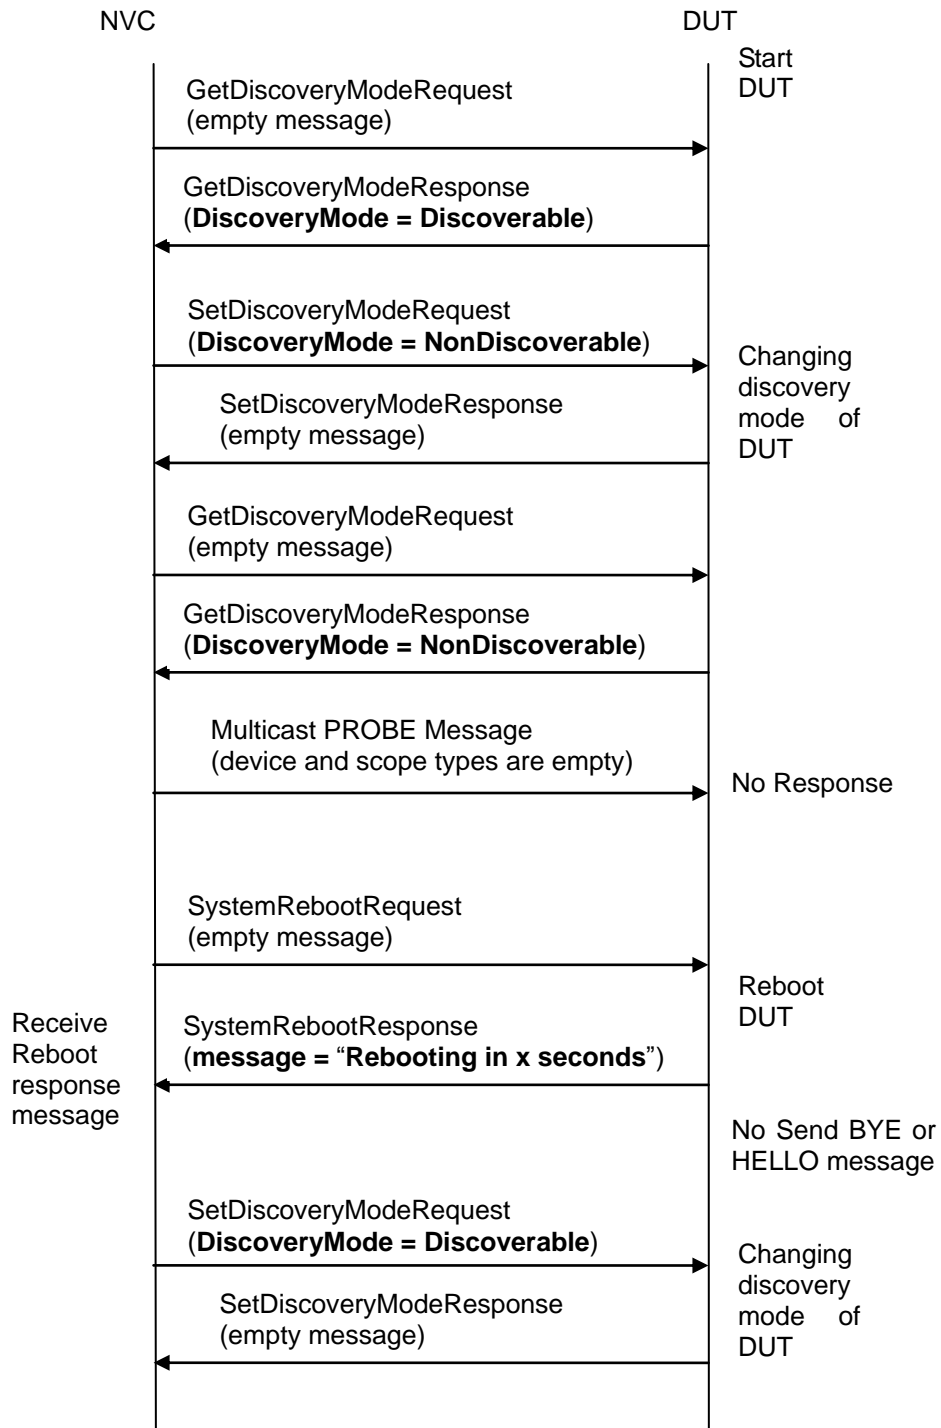 NVC
DUT
Start
DUT
GetDiscoveryModeRequest
(empty message)
GetDiscoveryModeResponse
(DiscoveryMode = Discoverable)
SetDiscoveryModeRequest
(DiscoveryMode = NonDiscoverable)
Changing
discovery
mode of
DUT
SetDiscoveryModeResponse
(empty message)
GetDiscoveryModeRequest
(empty message)
GetDiscoveryModeResponse
(DiscoveryMode = NonDiscoverable)
Multicast PROBE Message
(device and scope types are empty)
No Response
SystemRebootRequest
(empty message)
Reboot
DUT
Receive
Reboot
response
message
SystemRebootResponse
(message = “Rebooting in x seconds”)
No Send BYE or
HELLO message
SetDiscoveryModeRequest
(DiscoveryMode = Discoverable)
Changing
discovery
mode of
DUT
SetDiscoveryModeResponse
(empty message)